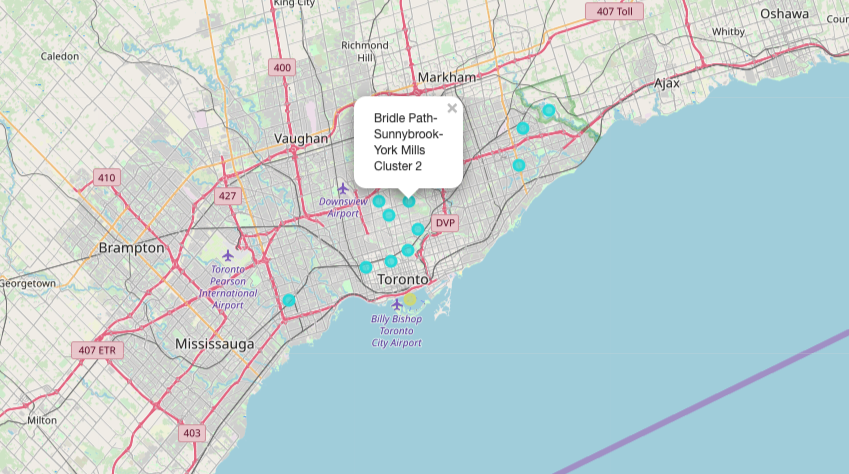 King City
Oshawa
407 Toll
Whitby
Cour
Richmond
Hill
Caledon
400
Markham
Ajax
×
Bridle Path-
Sunnybrook-
York Mills
Cluster 2
Vaughan
410
427
Downsview
Airport
DVP
Brampton
Toronto
Pearson
International
Airport
Toronto
Georgetown
Billy Bishop
Toronto
City Airport
Mississauga
407 ETR
Milton
403